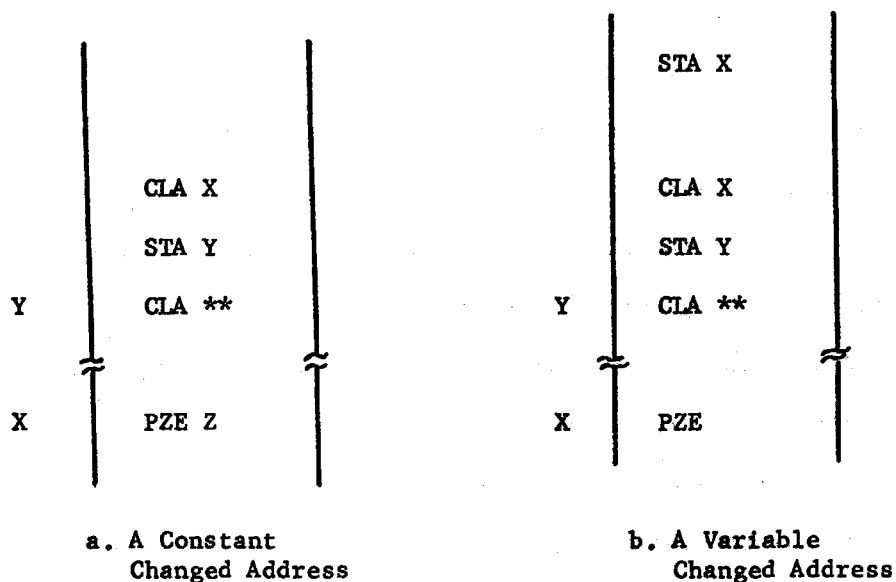 CLA X
STA Y
Y CLA **
X PZE Z
a. A Constant
Changed Address
STA X
CLA X
STA Y
Y CLA **
X PZE
b. A Variable
Changed Address